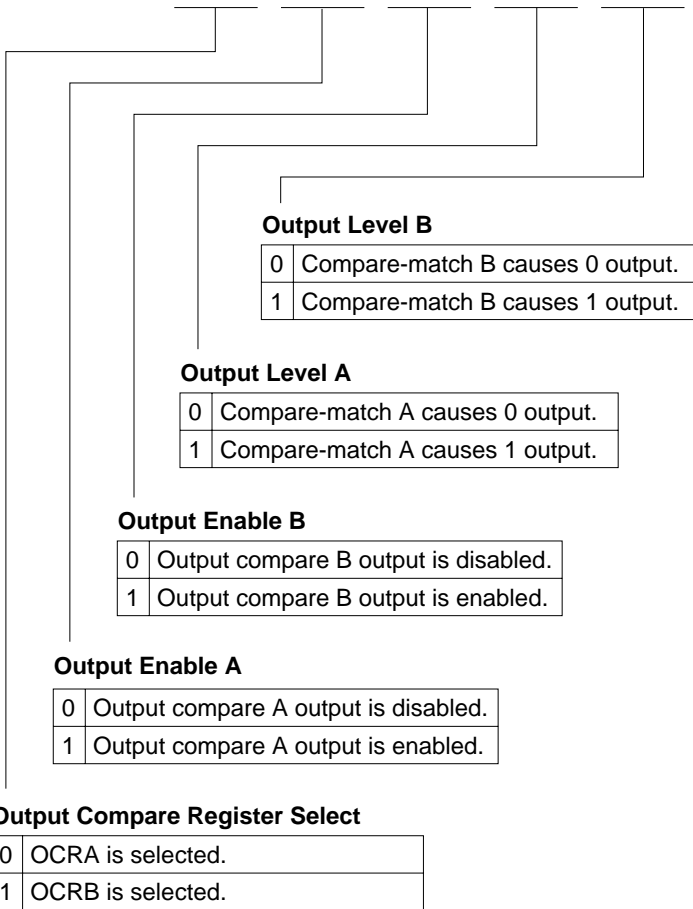 Output Level B
0 Compare-match B causes 0 output.
1 Compare-match B causes 1 output.
Output Level A
0 Compare-match A causes 0 output.
1 Compare-match A causes 1 output.
Output Enable B
0 Output compare B output is disabled.
1 Output compare B output is enabled.
Output Enable A
0 Output compare A output is disabled.
1 Output compare A output is enabled.
Output Compare Register Select
0 OCRA is selected.
1 OCRB is selected.